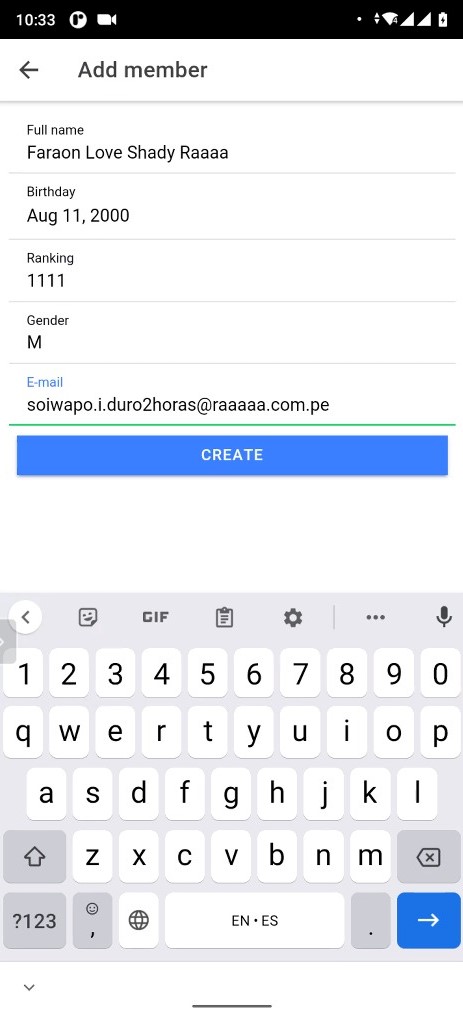 10:33
Add member
Full name
Faraon Love Shady Raaaa
Birthday
Aug 11, 2000
Ranking
1111
Gender
M
E-mail
soiwapo.i.duro2horas@raaaaa.com.pe
CREATE
GIF
1 2 3 4 5 6 7 8 9 0
q w e r t y u i o p
a s d f g h j k l
z x c v b n m
?123 , EN • ES .